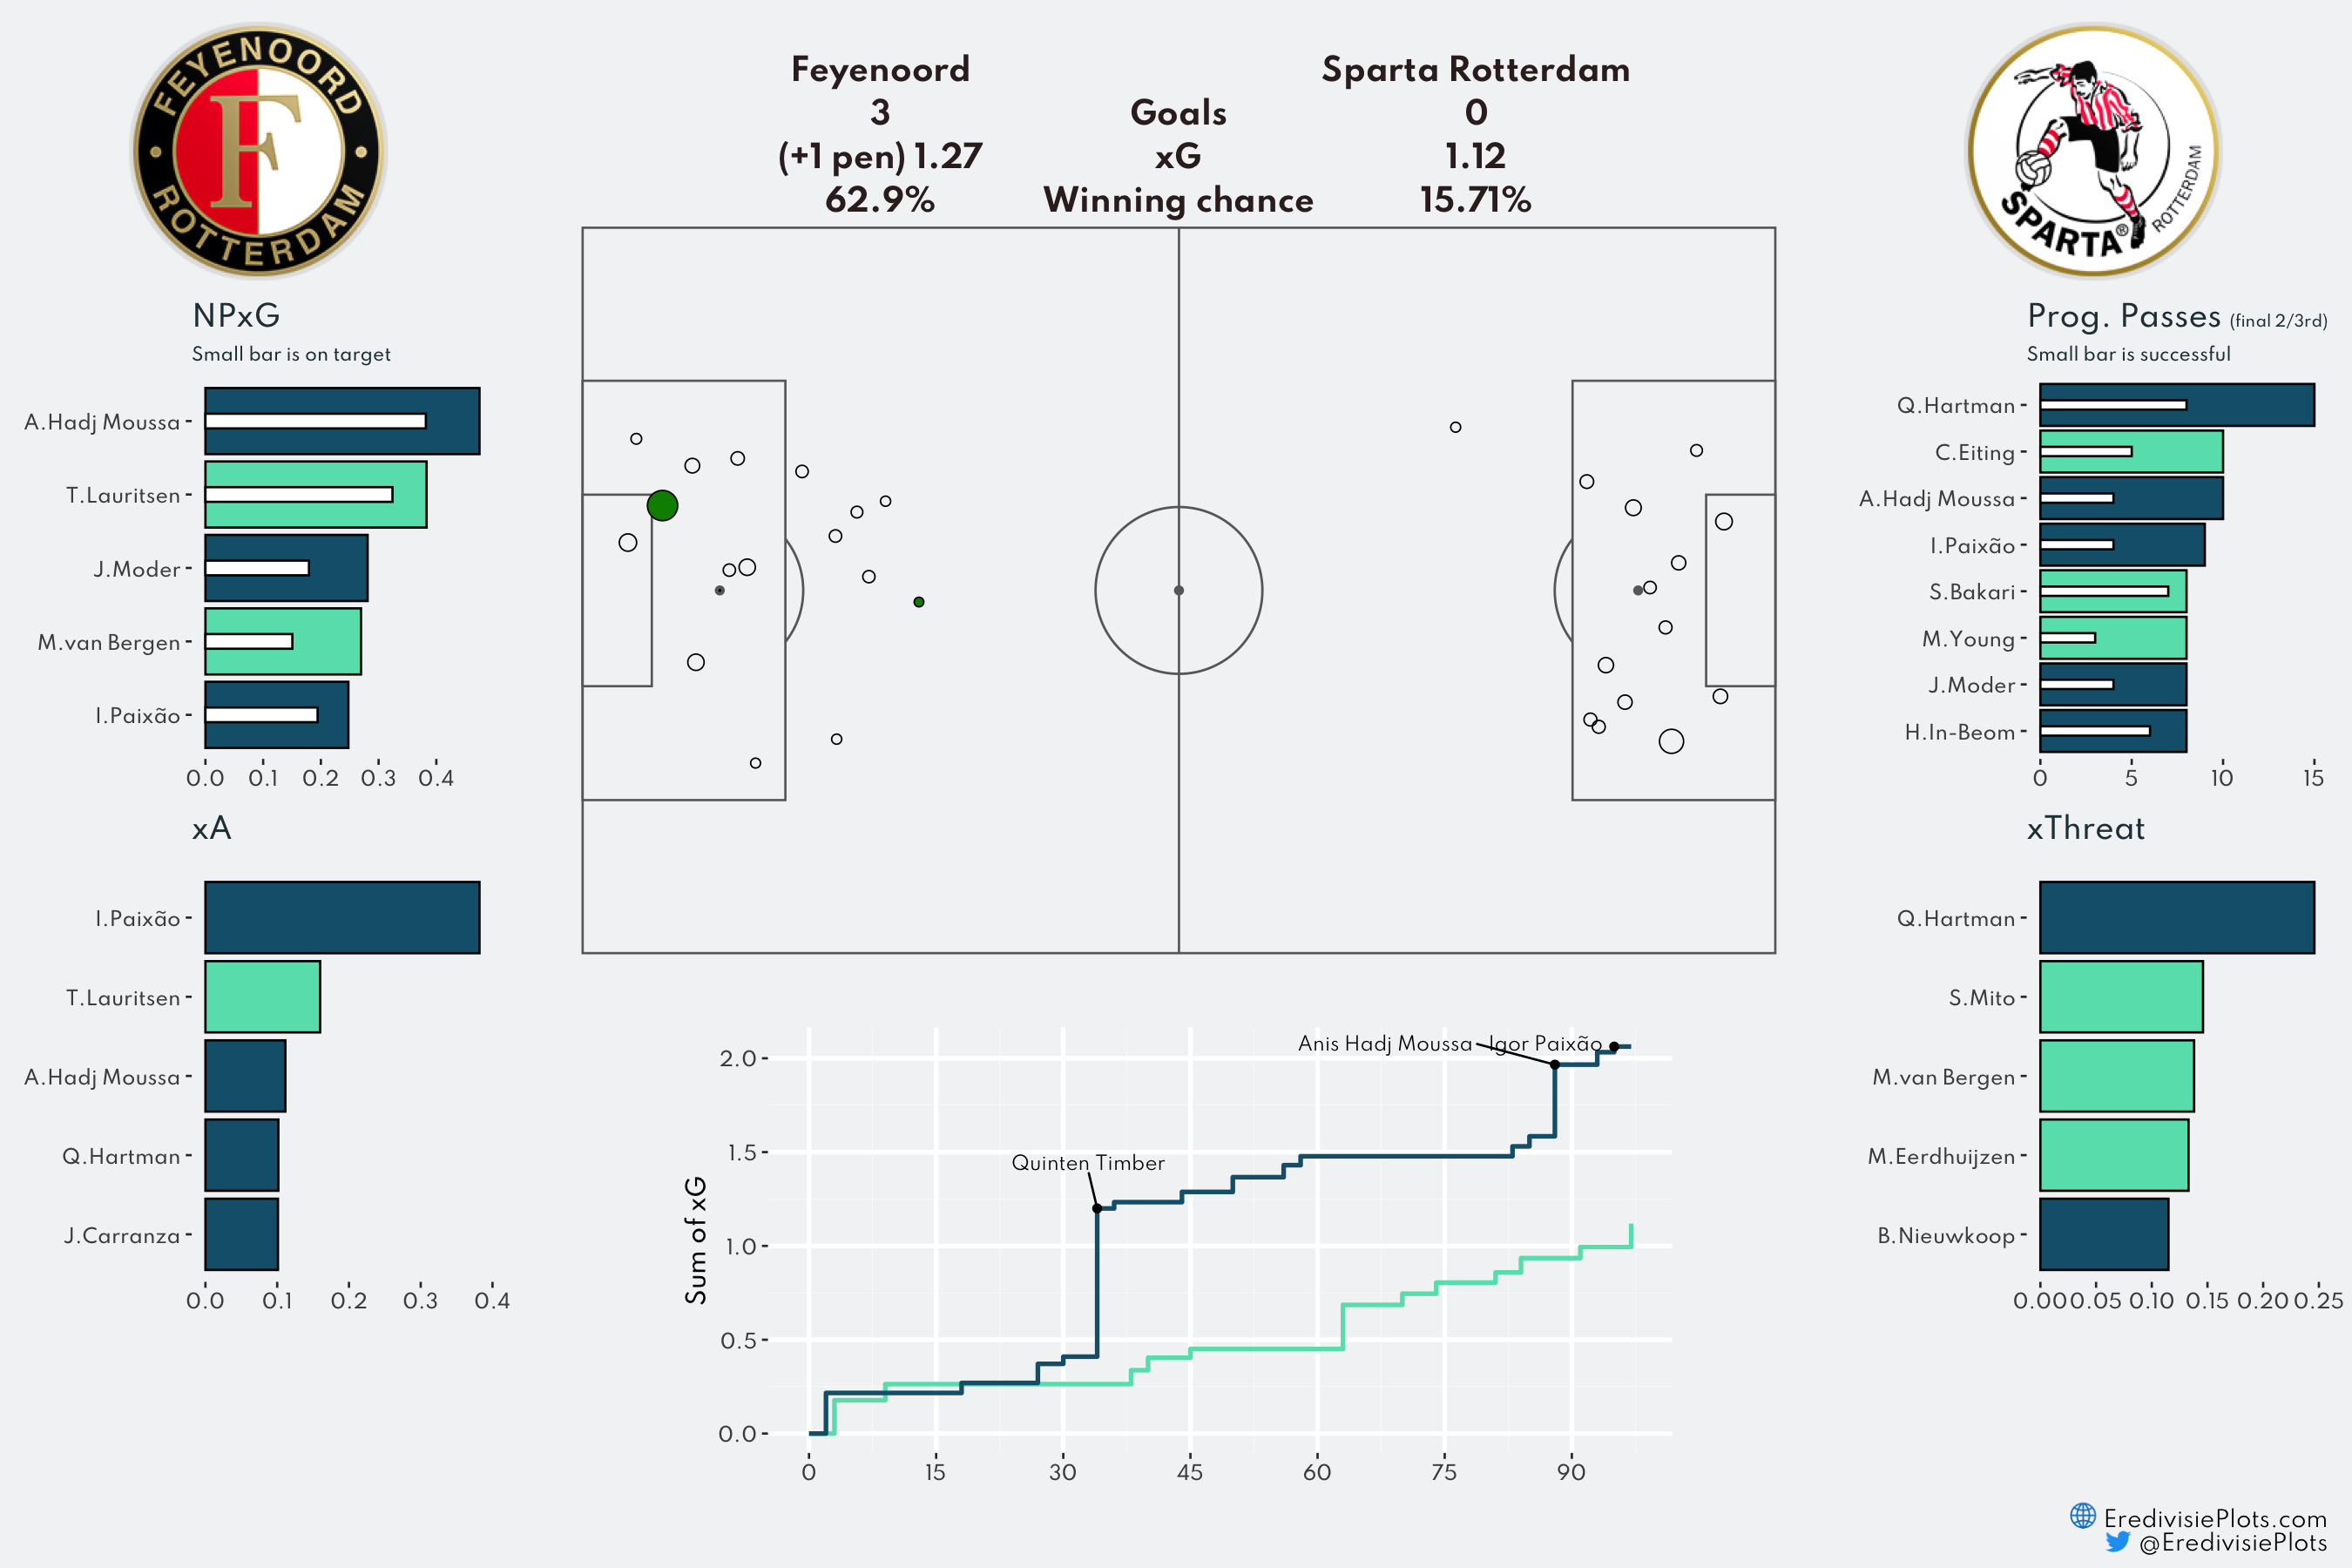 FEYENOORD
ROTTERDAM
F
Feyenoord
Sparta Rotterdam
3
Goals
0
(+1 pen) 1.27
xG
1.12
62.9%
Winning chance
15.71%
SPARTA®
ROTTERDAM
NPxG
Small bar is on target
A.Hadj Moussa
T.Lauritsen
J.Moder
M.van Bergen
I.Paixão
0.0 0.1 0.2 0.3 0.4
xA
I.Paixão
T.Lauritsen
A.Hadj Moussa
Q.Hartman
J.Carranza
0.0 0.1 0.2 0.3 0.4
Anis Hadj Moussa
Igor Paixão
Quinten Timber
Sum of xG
2.0
1.5
1.0
0.5
0.0
0 15 30 45 60 75 90
Prog. Passes (final 2/3rd)
Small bar is successful
Q.Hartman
C.Eiting
A.Hadj Moussa
I.Paixão
S.Bakari
M.Young
J.Moder
H.In-Beom
0 5 10 15
xThreat
Q.Hartman
S.Mito
M.van Bergen
M.Eerdhuijzen
B.Nieuwkoop
0.00 0.05 0.10 0.15 0.20 0.25
EredivisiePlots.com
@EredivisiePlots